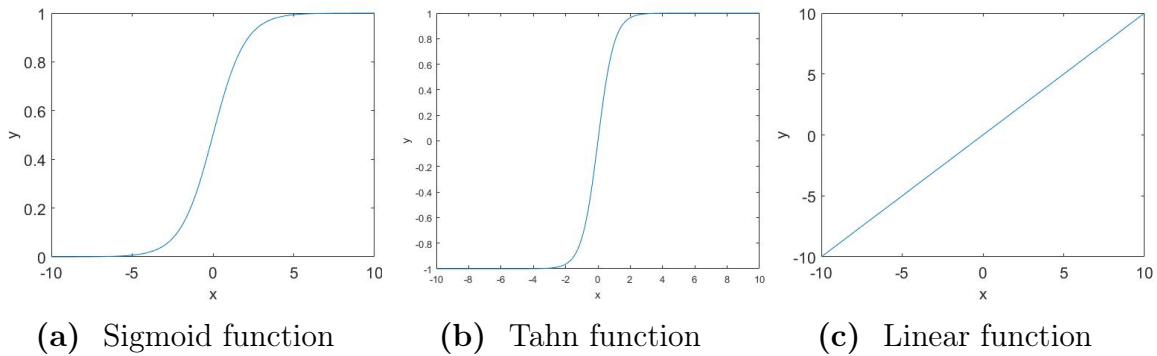 1
0.8
0.6
0.4
0.2
0
y
-10 -5 0 5 10
x
(a) Sigmoid function
1
0.8
0.6
0.4
0.2
0
-0.2
-0.4
-0.6
-0.8
-1
y
-10 -8 -6 -4 -2 0 2 4 6 8 10
x
(b) Tahn function
10
5
0
-5
-10
y
-10 -5 0 5 10
x
(c) Linear function